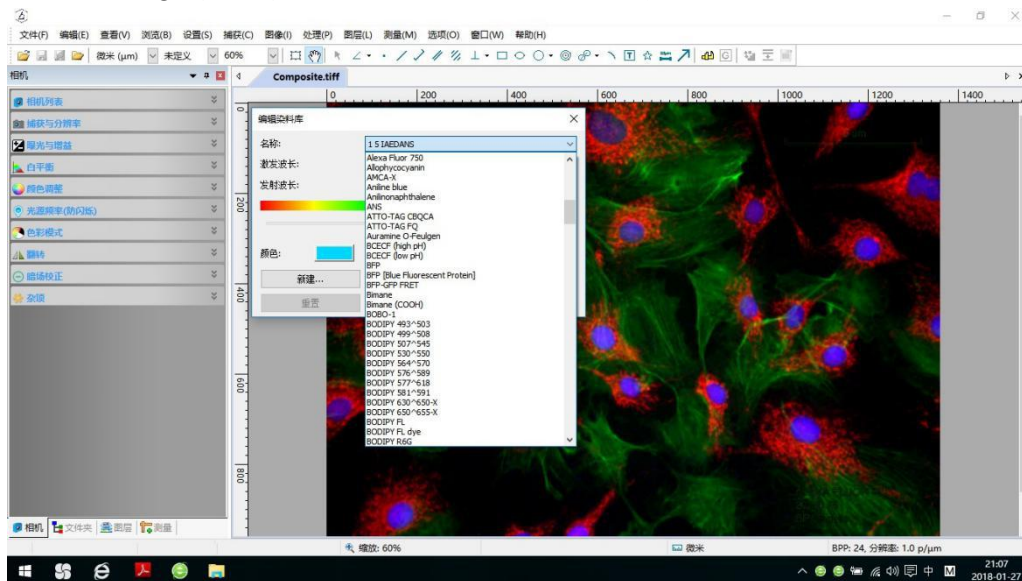 文件(F) 编辑(E) 查看(V) 浏览(B) 设置(S) 捕获(C) 图像(I) 处理(P) 图层(L) 测量(M) 选项(O) 窗口(W) 帮助(H)
微米 (μm) 未定义 60%
相机
Composite.tiff
0 200 400 600 800 1000 1200 1400
相机列表
捕获与分辨率
曝光与增益
白平衡
颜色调整
光源频率(防闪烁)
色彩模式
翻转
暗场校正
杂项
0
200
400
600
800
编辑染料库
名称:
1 5 IAEDANS
激发波长:
发射波长:
颜色:
新建...
重置
Alexa Fluor 750
Allophycocyanin
AMCA-X
Aniline blue
Anilinonaphthalene
ANS
ATTO-TAG CBQCA
ATTO-TAG FQ
Auramine O-Feulgen
BCECF (high pH)
BCECF (low pH)
BFP
BFP [Blue Fluorescent Protein]
BFP-GFP FRET
Bimane
Bimane (COOH)
BOBO-1
BODIPY 493^503
BODIPY 499^508
BODIPY 507^545
BODIPY 530^550
BODIPY 564^570
BODIPY 576^589
BODIPY 577^618
BODIPY 581^591
BODIPY 630^650-X
BODIPY 650^655-X
BODIPY FL
BODIPY FL dye
BODIPY R6G
相机 文件夹 图层 测量
缩放: 60%
微米
BPP: 24, 分辨率: 1.0 p/μm
中
M
21:07
2018-01-27